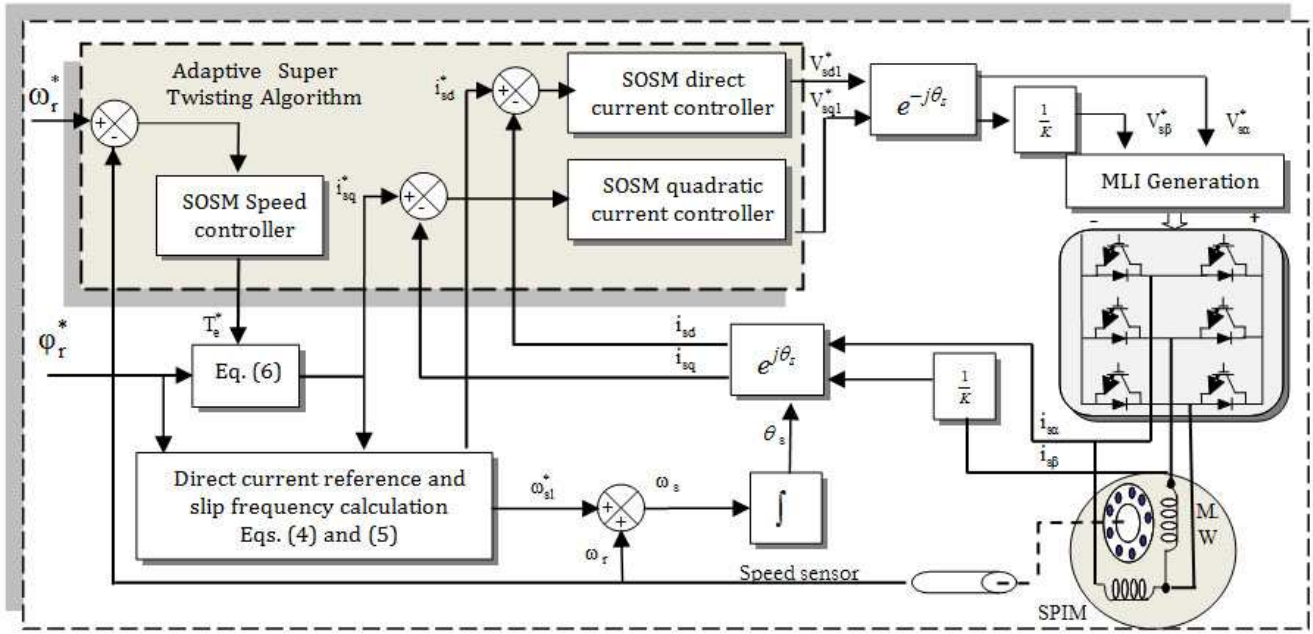 Adaptive Super
Twisting Algorithm
ω*r
+
-
SOSM Speed
controller
i*sd
+
-
SOSM direct
current controller
V*sd1
V*sq1
e^-jθs
1/K
V*sβ
V*sα
i*sq
+
-
SOSM quadratic
current controller
MLI Generation
-
+
T*e
φ*r
Eq. (6)
isd
isq
e^jθs
1/K
isα
isβ
θs
Direct current reference and
slip frequency calculation
Eqs. (4) and (5)
ω*sl
+
+
ωs
∫
ωr
Speed sensor
M.
W
SPIM